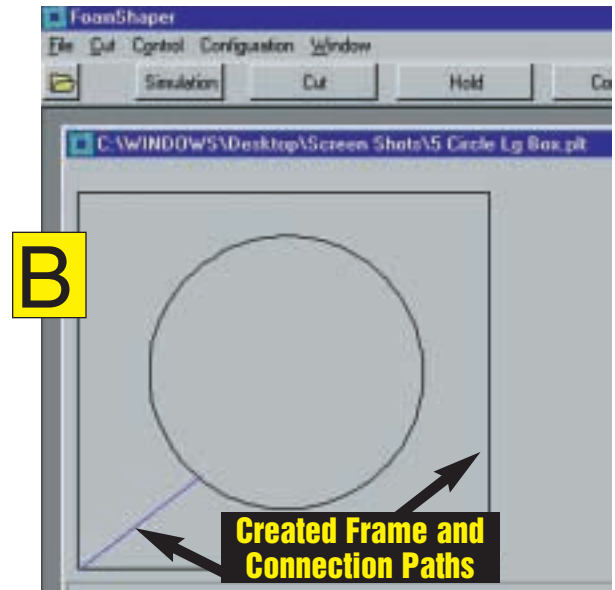 FoamShaper
File Cut Control Configuration Window
Simulation Cut Hold Co
C:\WINDOWS\Desktop\Screen Shots\5 Circle Lg Box.plt
B
Created Frame and
Connection Paths